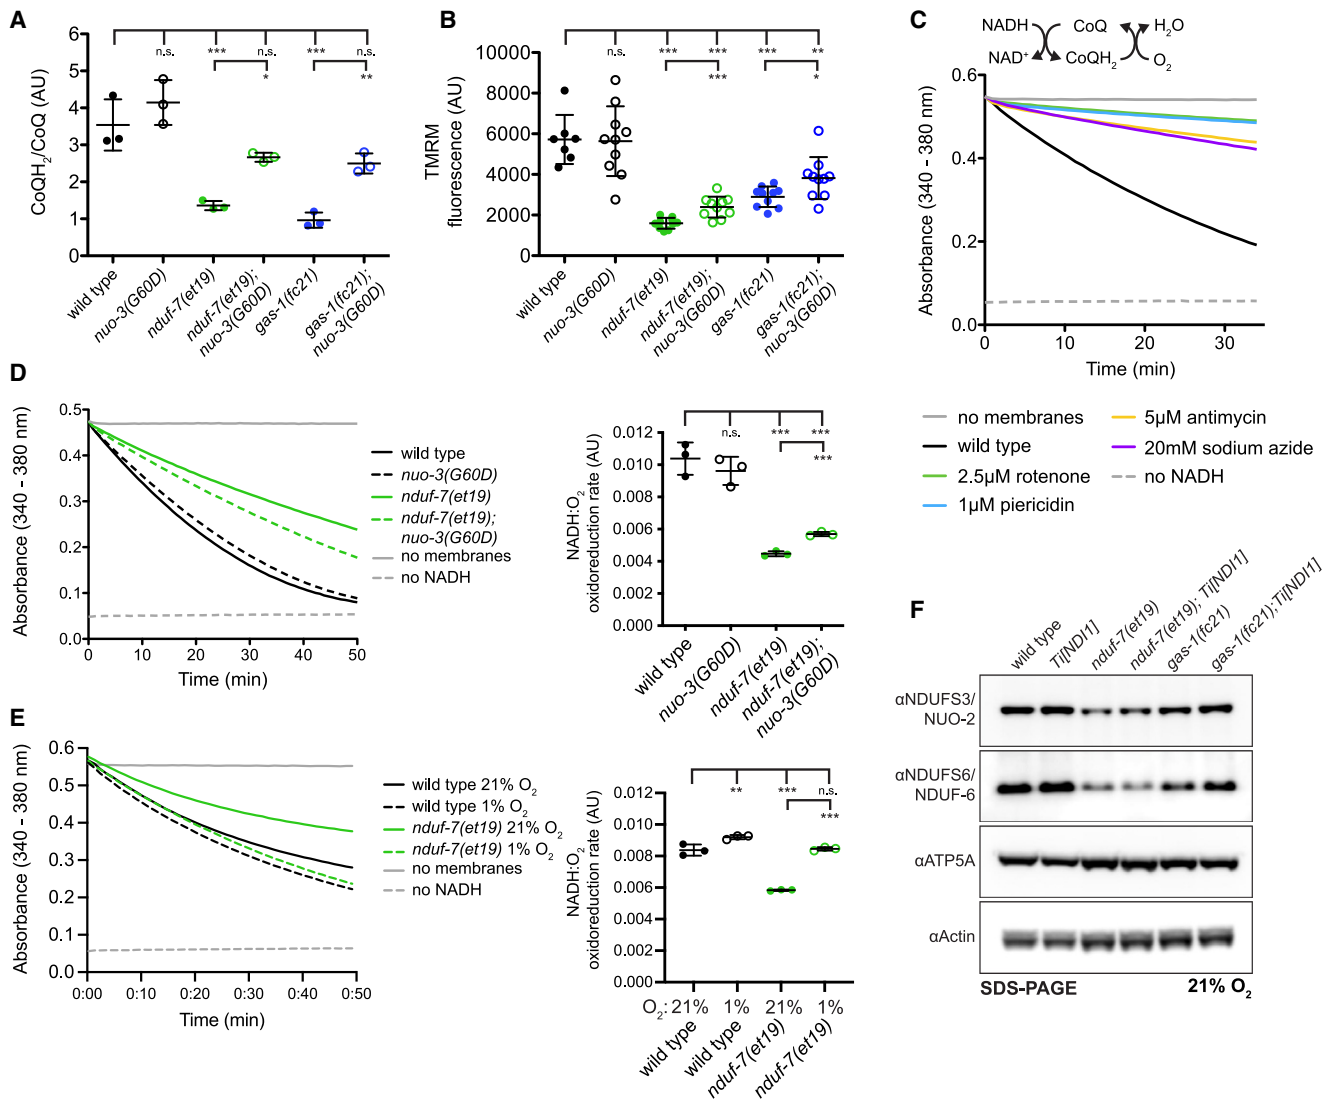 A
CoQH2/CoQ (AU)
6
5
4
3
2
1
0
n.s.
***
n.s.
***
n.s.
*
**
wild type
nuo-3(G60D)
nduf-7(et19)
nduf-7(et19);
nuo-3(G60D)
gas-1(fc21)
gas-1(fc21);
nuo-3(G60D)
B
TMRM
fluorescence (AU)
10000
8000
6000
4000
2000
0
n.s.
***
***
***
**
***
*
wild type
nuo-3(G60D)
nduf-7(et19)
nduf-7(et19);
nuo-3(G60D)
gas-1(fc21)
gas-1(fc21);
nuo-3(G60D)
C
NADH CoQ H2O
NAD+ CoQH2 O2
Absorbance (340 - 380 nm)
0.6
0.4
0.2
0.0
0 10 20 30
Time (min)
no membranes
wild type
2.5µM rotenone
1µM piericidin
5µM antimycin
20mM sodium azide
no NADH
D
Absorbance (340 - 380 nm)
0.5
0.4
0.3
0.2
0.1
0.0
0 10 20 30 40 50
Time (min)
wild type
nuo-3(G60D)
nduf-7(et19)
nduf-7(et19);
nuo-3(G60D)
no membranes
no NADH
NADH:O2
oxidoreduction rate (AU)
0.012
0.010
0.008
0.006
0.004
0.002
0.000
n.s.
***
***
***
wild type
nuo-3(G60D)
nduf-7(et19)
nduf-7(et19);
nuo-3(G60D)
E
Absorbance (340 - 380 nm)
0.6
0.5
0.4
0.3
0.2
0.1
0.0
0:00 0:10 0:20 0:30 0:40 0:50
Time (min)
wild type 21% O2
wild type 1% O2
nduf-7(et19) 21% O2
nduf-7(et19) 1% O2
no membranes
no NADH
NADH:O2
oxidoreduction rate (AU)
0.012
0.010
0.008
0.006
0.004
0.002
0.000
**
***
n.s.
***
O2: 21% 1% 21% 1%
wild type
wild type
nduf-7(et19)
nduf-7(et19)
F
wild type
Ti[NDI1]
nduf-7(et19)
nduf-7(et19); Ti[NDI1]
gas-1(fc21)
gas-1(fc21);Ti[NDI1]
αNDUFS3/
NUO-2
αNDUFS6/
NDUF-6
αATP5A
αActin
SDS-PAGE 21% O2